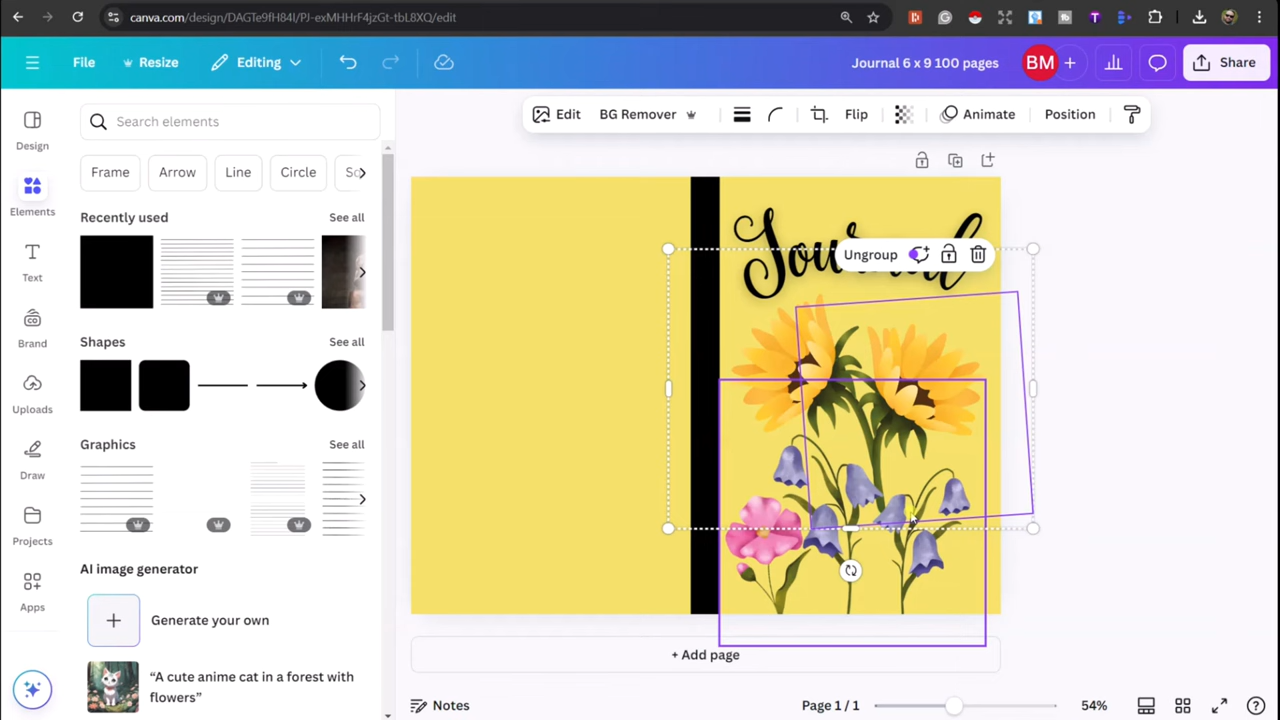 canva.com/design/DAGTe9fH84I/PJ-exMHHrF4jzGt-tbL8XQ/edit
File
Resize
Editing
Journal 6 x 9 100 pages
BM
Share
Design
Elements
Text
Brand
Uploads
Draw
Projects
Apps
Search elements
Frame
Arrow
Line
Circle
Recently used
See all
Shapes
See all
Graphics
See all
AI image generator
Generate your own
“A cute anime cat in a forest with
flowers”
Edit
BG Remover
Flip
Animate
Position
Journal
Ungroup
+ Add page
Notes
Page 1 / 1
54%